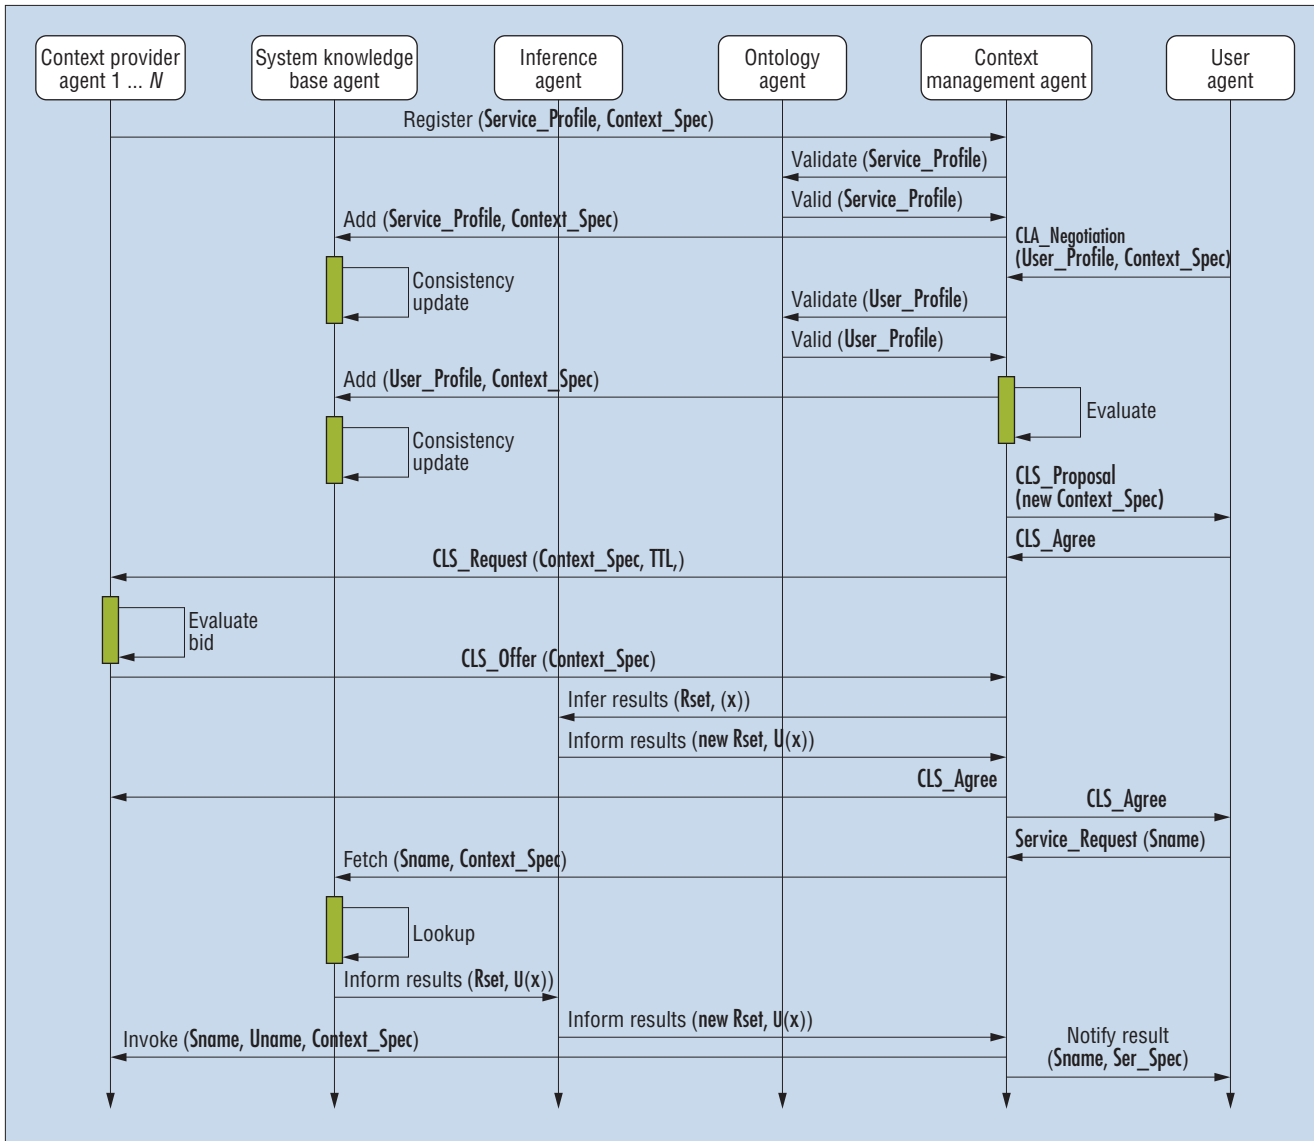 Context provider
agent 1 ... N
System knowledge
base agent
Inference
agent
Ontology
agent
Context
management agent
User
agent
Register (Service_Profile, Context_Spec)
Validate (Service_Profile)
Valid (Service_Profile)
Add (Service_Profile, Context_Spec)
CLA_Negotiation
(User_Profile, Context_Spec)
Consistency
update
Validate (User_Profile)
Valid (User_Profile)
Add (User_Profile, Context_Spec)
Evaluate
Consistency
update
CLS_Proposal
(new Context_Spec)
CLS_Agree
CLS_Request (Context_Spec, TTL,)
Evaluate
bid
CLS_Offer (Context_Spec)
Infer results (Rset, (x))
Inform results (new Rset, U(x))
CLS_Agree
CLS_Agree
Service_Request (Sname)
Fetch (Sname, Context_Spec)
Lookup
Inform results (Rset, U(x))
Inform results (new Rset, U(x))
Invoke (Sname, Uname, Context_Spec)
Notify result
(Sname, Ser_Spec)